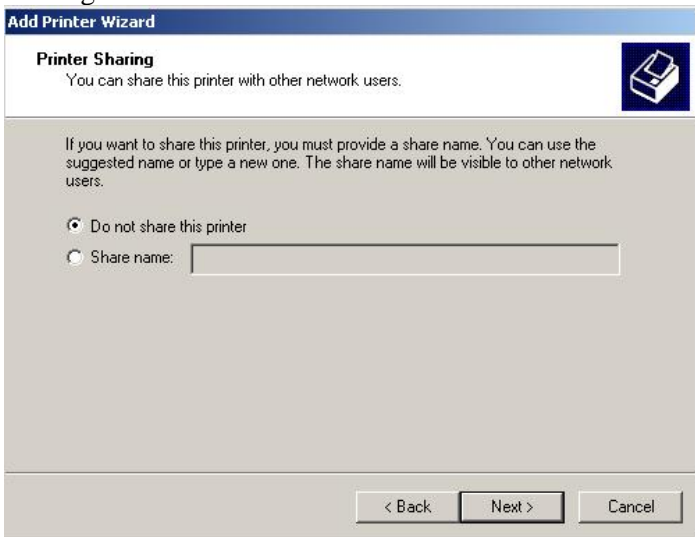 Add Printer Wizard
Printer Sharing
You can share this printer with other network users.
If you want to share this printer, you must provide a share name. You can use the
suggested name or type a new one. The share name will be visible to other network
users.
Do not share this printer
Share name:
< Back Next > Cancel